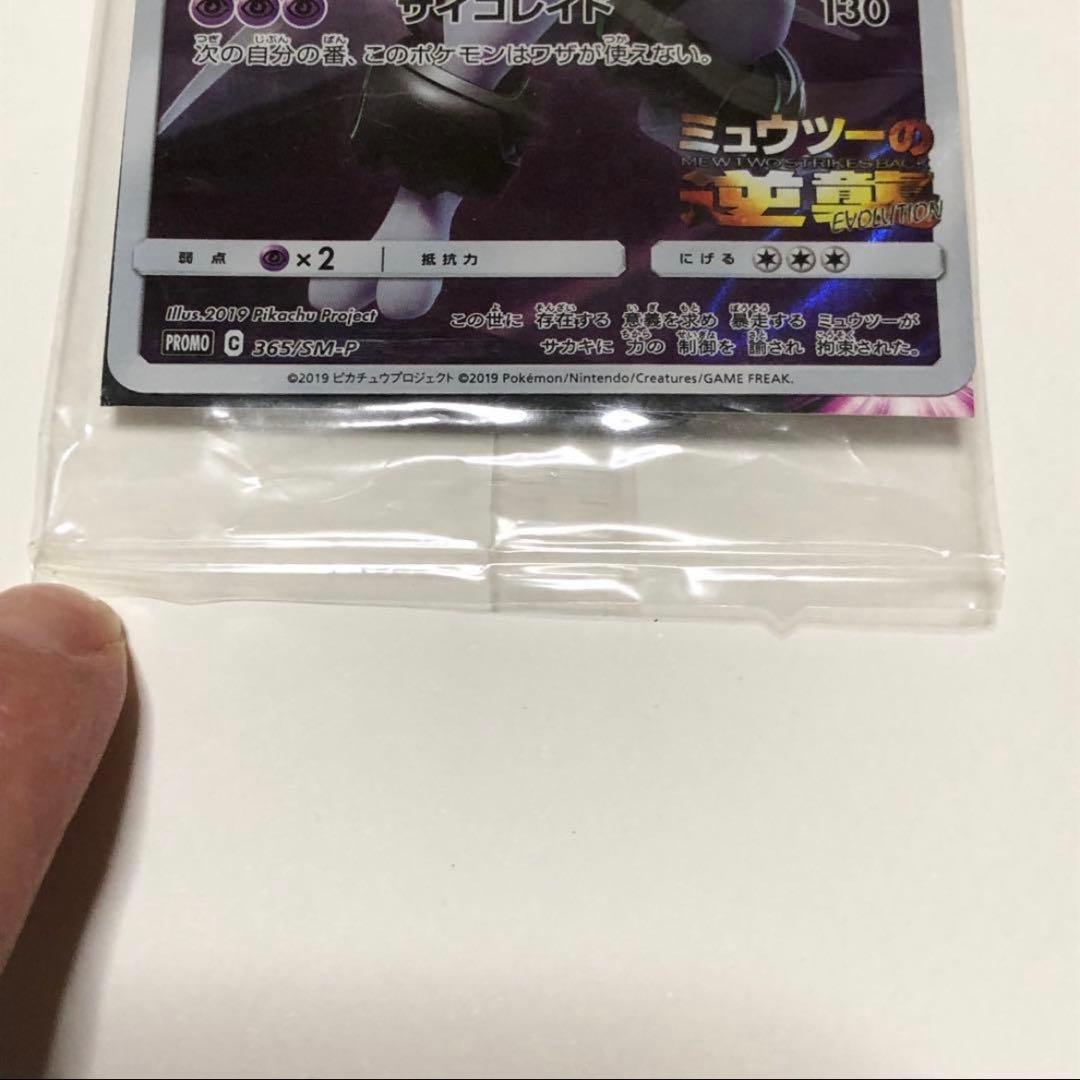 サイコレイド 130
次の自分の番、このポケモンはワザが使えない。
ミュウツーの
MEWTWO STRIKES BACK
逆襲
EVOLUTION
弱点 ×2 抵抗力 にげる
Illus.2019 Pikachu Project
この世に 存在する 意義を求め 暴走する ミュウツーが
サカキに 力の 制御を 諭され 拘束された。
PROMO C 365/SM-P
©2019 ピカチュウプロジェクト ©2019 Pokémon/Nintendo/Creatures/GAME FREAK.